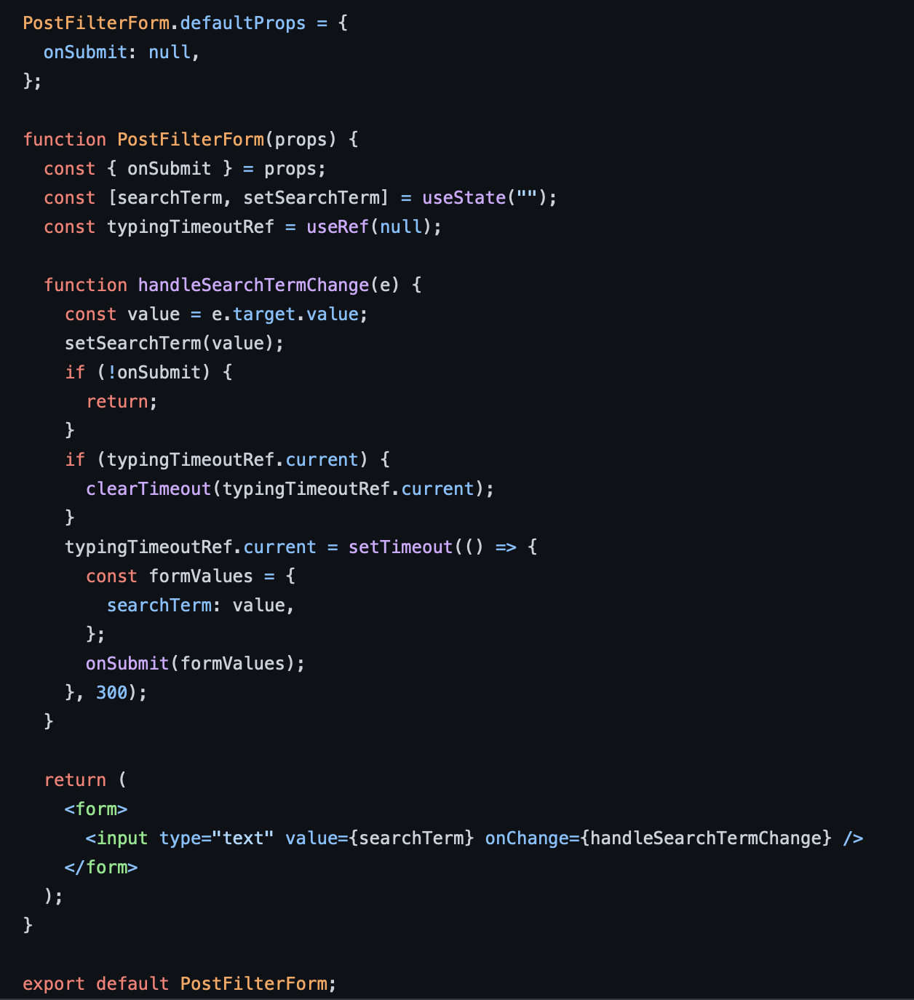 PostFilterForm.defaultProps = {
  onSubmit: null,
};

function PostFilterForm(props) {
  const { onSubmit } = props;
  const [searchTerm, setSearchTerm] = useState("");
  const typingTimeoutRef = useRef(null);

  function handleSearchTermChange(e) {
    const value = e.target.value;
    setSearchTerm(value);
    if (!onSubmit) {
      return;
    }
    if (typingTimeoutRef.current) {
      clearTimeout(typingTimeoutRef.current);
    }
    typingTimeoutRef.current = setTimeout(() => {
      const formValues = {
        searchTerm: value,
      };
      onSubmit(formValues);
    }, 300);
  }

  return (
    <form>
      <input type="text" value={searchTerm} onChange={handleSearchTermChange} />
    </form>
  );
}

export default PostFilterForm;